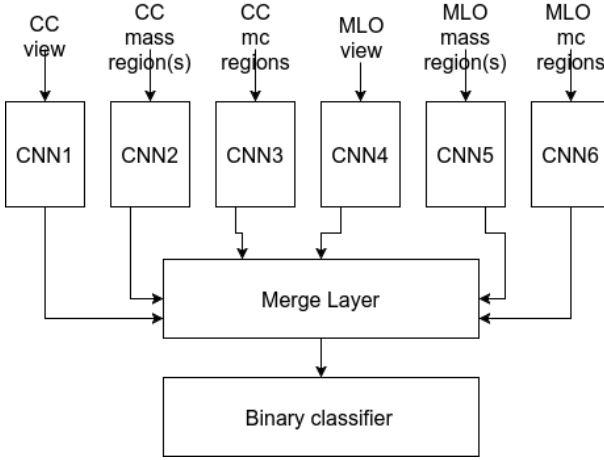 CC
view
CC
mass
region(s)
CC
mc
regions
MLO
view
MLO
mass
region(s)
MLO
mc
regions
CNN1
CNN2
CNN3
CNN4
CNN5
CNN6
Merge Layer
Binary classifier